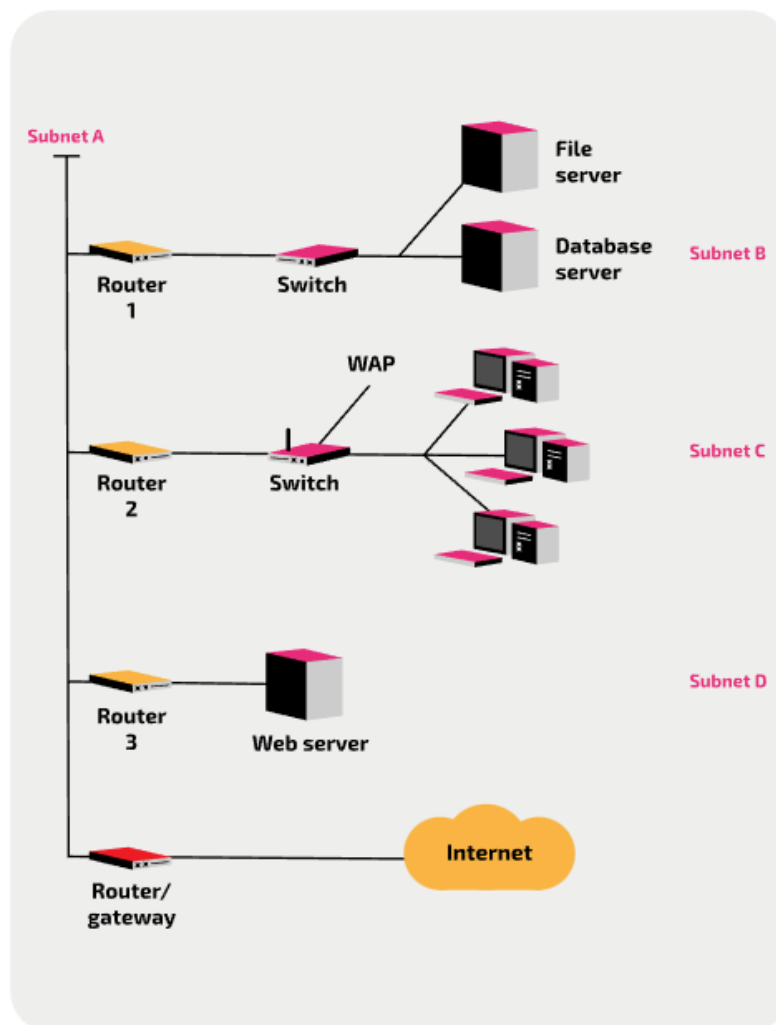 Subnet A
File
server
Database
server
Subnet B
Router
1
Switch
WAP
Subnet C
Router
2
Switch
Subnet D
Router
3
Web server
Internet
Router/
gateway